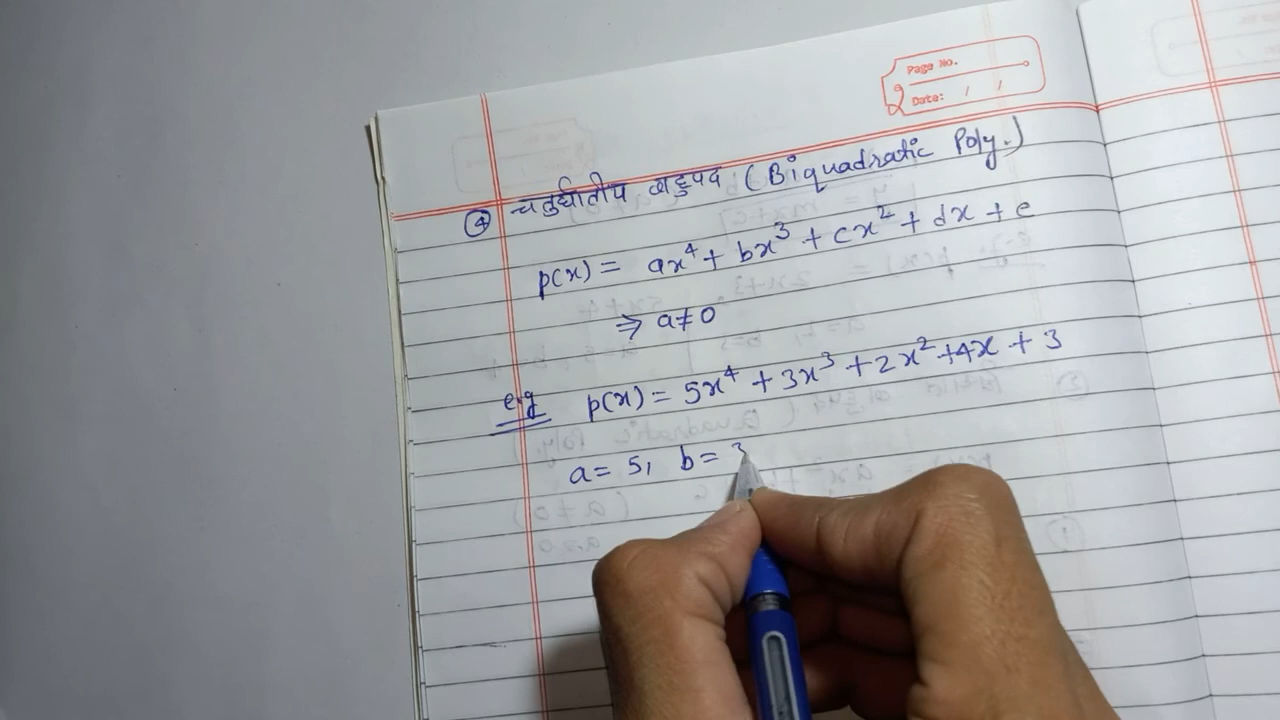 Page No.
Date: / /
④ चतुर्घातीय बहुपद (Biquadratic Poly.)
p(x) = ax⁴ + bx³ + cx² + dx + e
⇒ a≠0
e.g p(x) = 5x⁴ + 3x³ + 2x² + 4x + 3
a = 5, b = 3